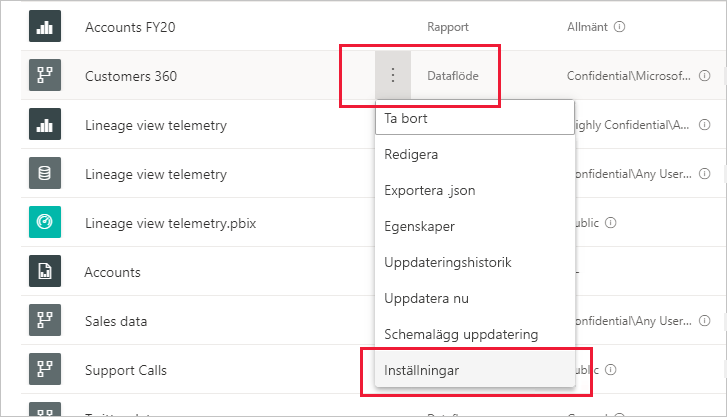 Accounts FY20 Rapport Allmänt
Customers 360 Dataflöde Confidential\Microsof...
Ta bort
Lineage view telemetry ighly Confidential\A...
Redigera
Lineage view telemetry onfidential\Any User...
Exportera .json
Lineage view telemetry.pbix ublic
Egenskaper
Uppdateringshistorik
Accounts
Uppdatera nu
Sales data onfidential\Any User...
Schemalägg uppdatering
Support Calls ublic
Inställningar